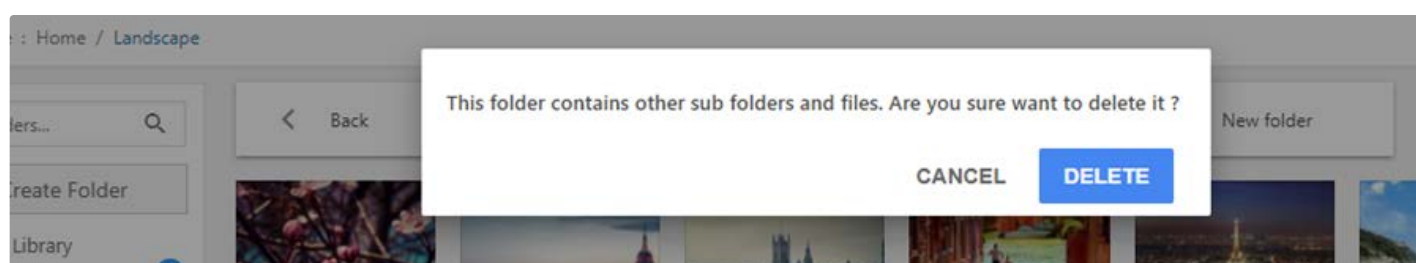 : Home / Landscape
This folder contains other sub folders and files. Are you sure want to delete it ?
Back
New folder
CANCEL DELETE
Create Folder
Library